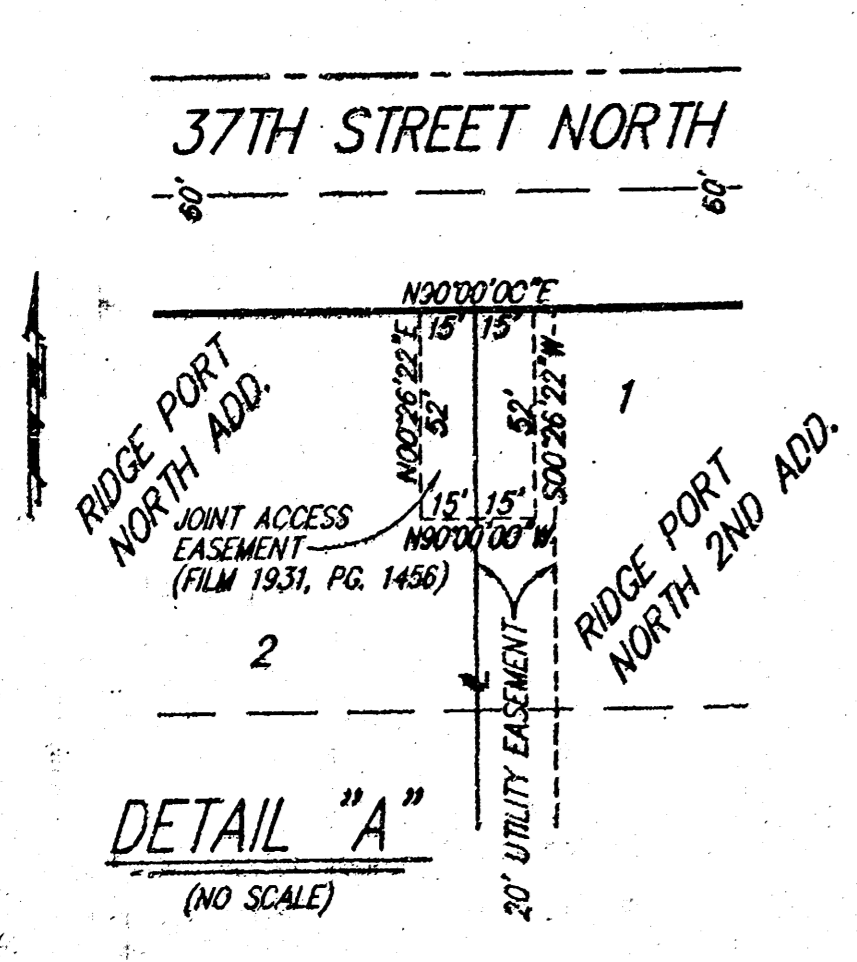 37TH STREET NORTH
60'
60'
N90°00'00"E
15' 15'
N00°26'22"E
52'
52'
S00°26'22"W
1
RIDGE PORT
NORTH ADD.
JOINT ACCESS
EASEMENT
(FILM 1931, PG. 1456)
15' 15'
N90°00'00"W
RIDGE PORT
NORTH 2ND ADD.
2
20' UTILITY EASEMENT
DETAIL "A"
(NO SCALE)